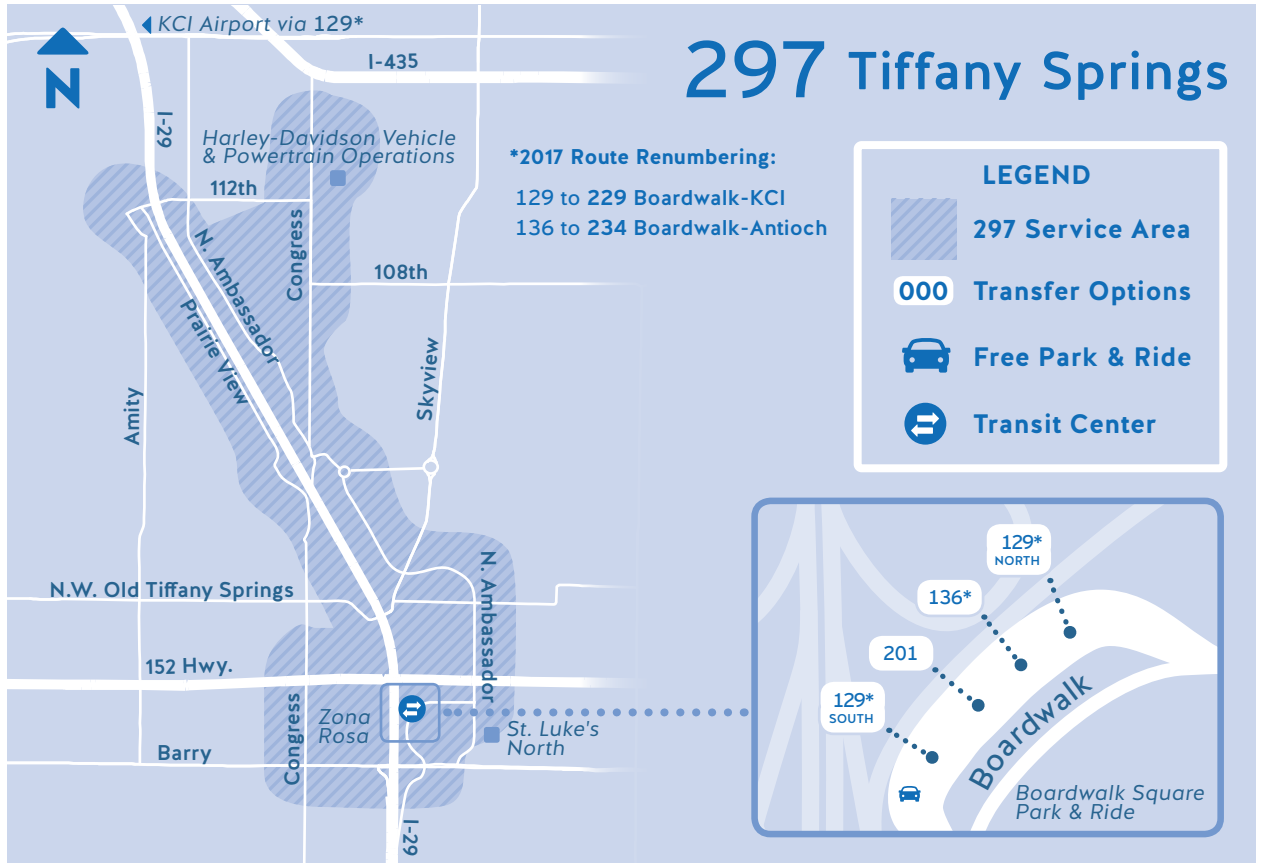 KCI Airport via 129*
N
I-435
I-29
Harley-Davidson Vehicle
& Powertrain Operations
112th
Congress
N. Ambassador
108th
Prairie View
Skyview
Amity
N.W. Old Tiffany Springs
N. Ambassador
152 Hwy.
Congress
Zona
Rosa
St. Luke's
North
Barry
I-29
297 Tiffany Springs
*2017 Route Renumbering:
129 to 229 Boardwalk-KCI
136 to 234 Boardwalk-Antioch
LEGEND
297 Service Area
000 Transfer Options
Free Park & Ride
Transit Center
129*
NORTH
136*
201
129*
SOUTH
Boardwalk
Boardwalk Square
Park & Ride